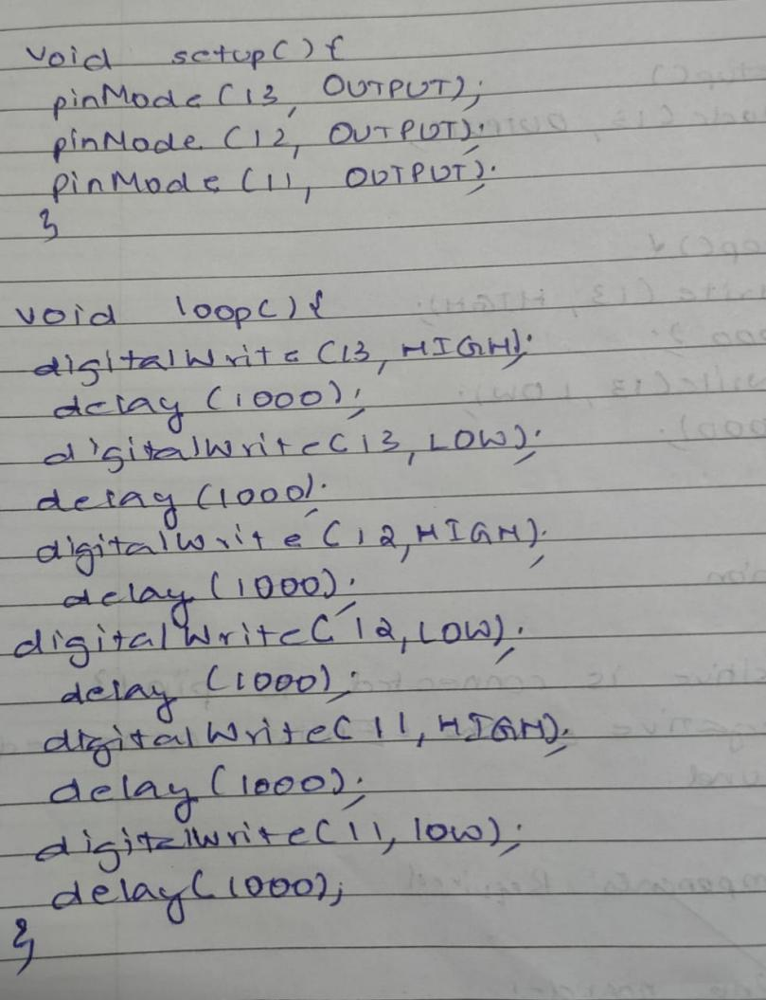 void setup(){
pinMode (13, OUTPUT);
pinMode (12, OUTPUT);
pinMode (11, OUTPUT);
}
void loop(){
digitalWrite (13, HIGH);
delay (1000);
digitalWrite(13, LOW);
delay (1000);
digitalWrite (12, HIGH);
delay (1000);
digitalWrite( 12, LOW);
delay (1000);
digitalWrite( 11, HIGH);
delay (1000);
digitalWrite( 11, low);
delay( 1000);
}